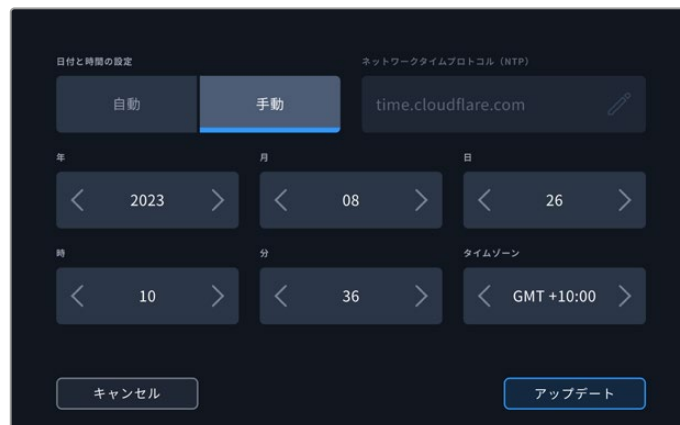 日付と時間の設定
ネットワークタイムプロトコル（NTP）
自動
手動
time.cloudflare.com
年
月
日
2023
08
26
時
分
タイムゾーン
10
36
GMT +10:00
キャンセル
アップデート